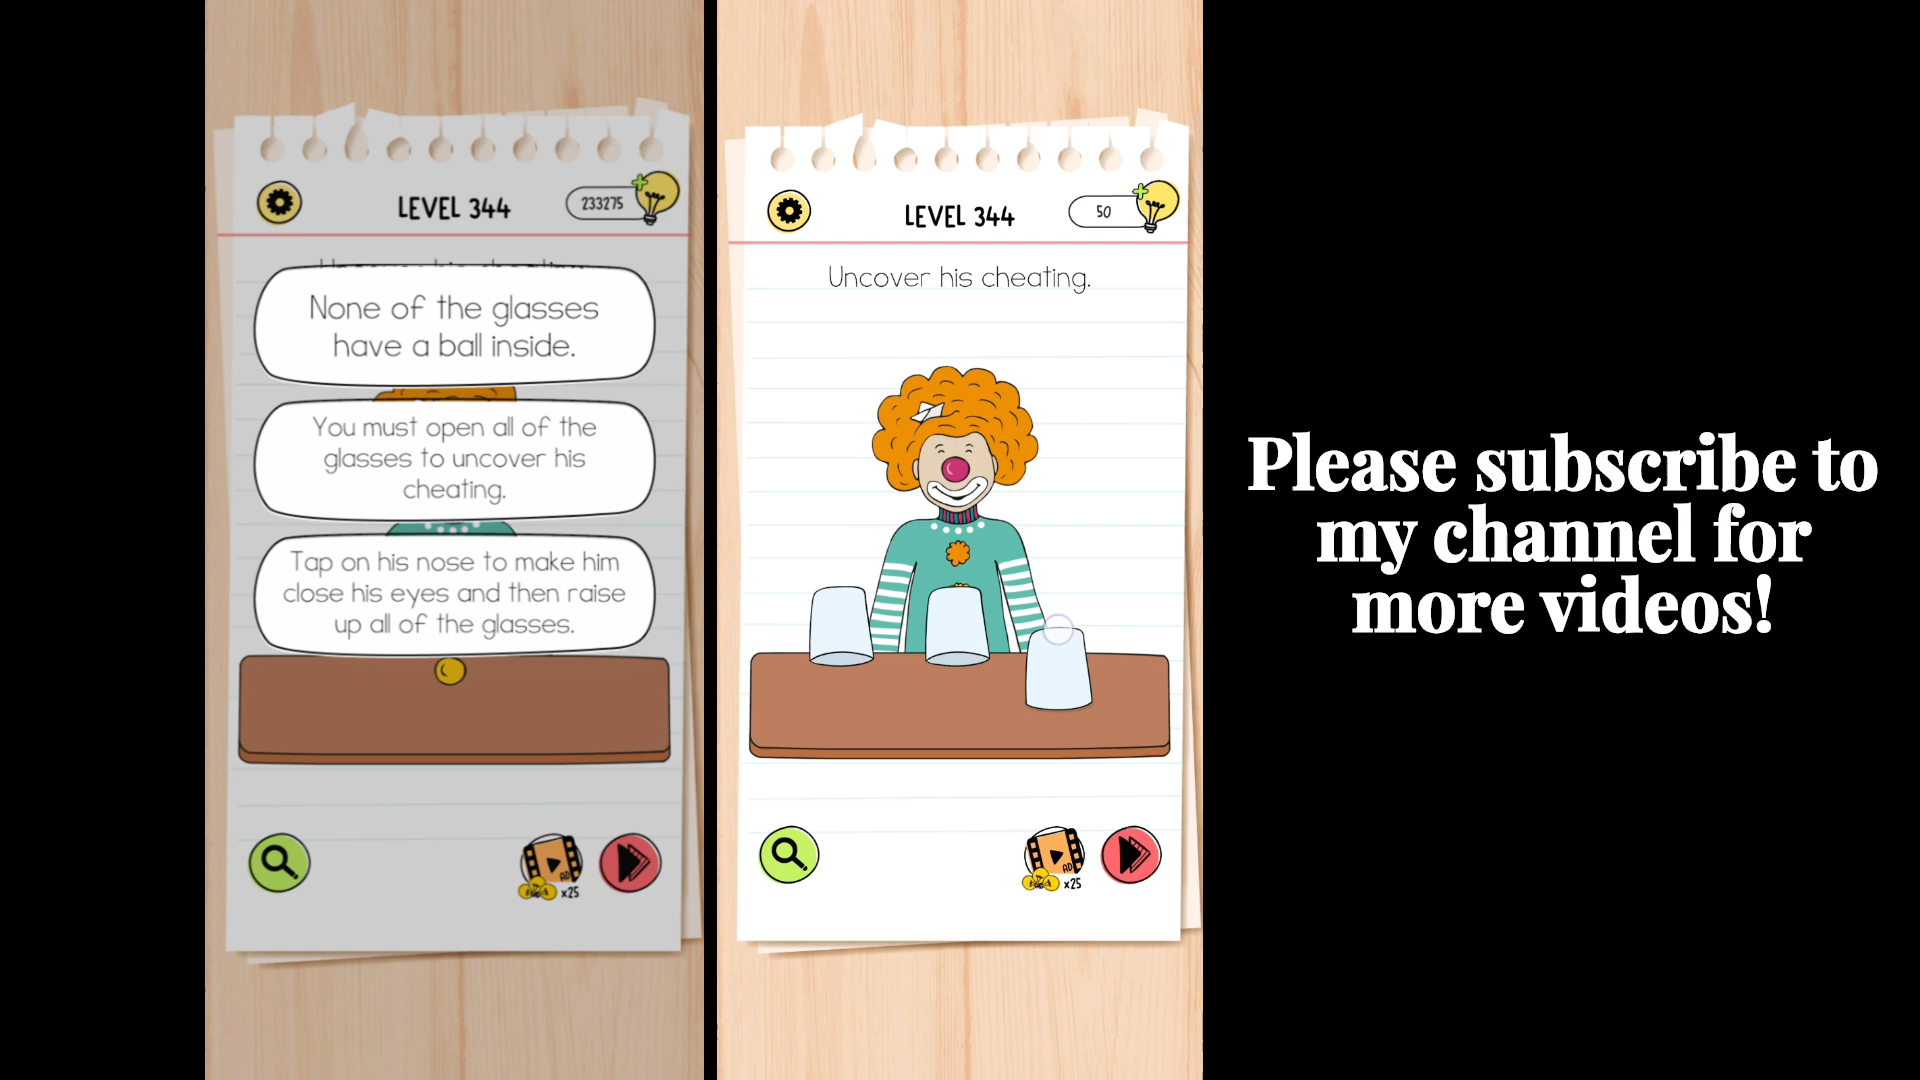 LEVEL 344
233275
None of the glasses
have a ball inside.
You must open all of the
glasses to uncover his
cheating.
Tap on his nose to make him
close his eyes and then raise
up all of the glasses.
AD
x25
LEVEL 344
50
Uncover his cheating.
AD
x25
Please subscribe to
my channel for
more videos!